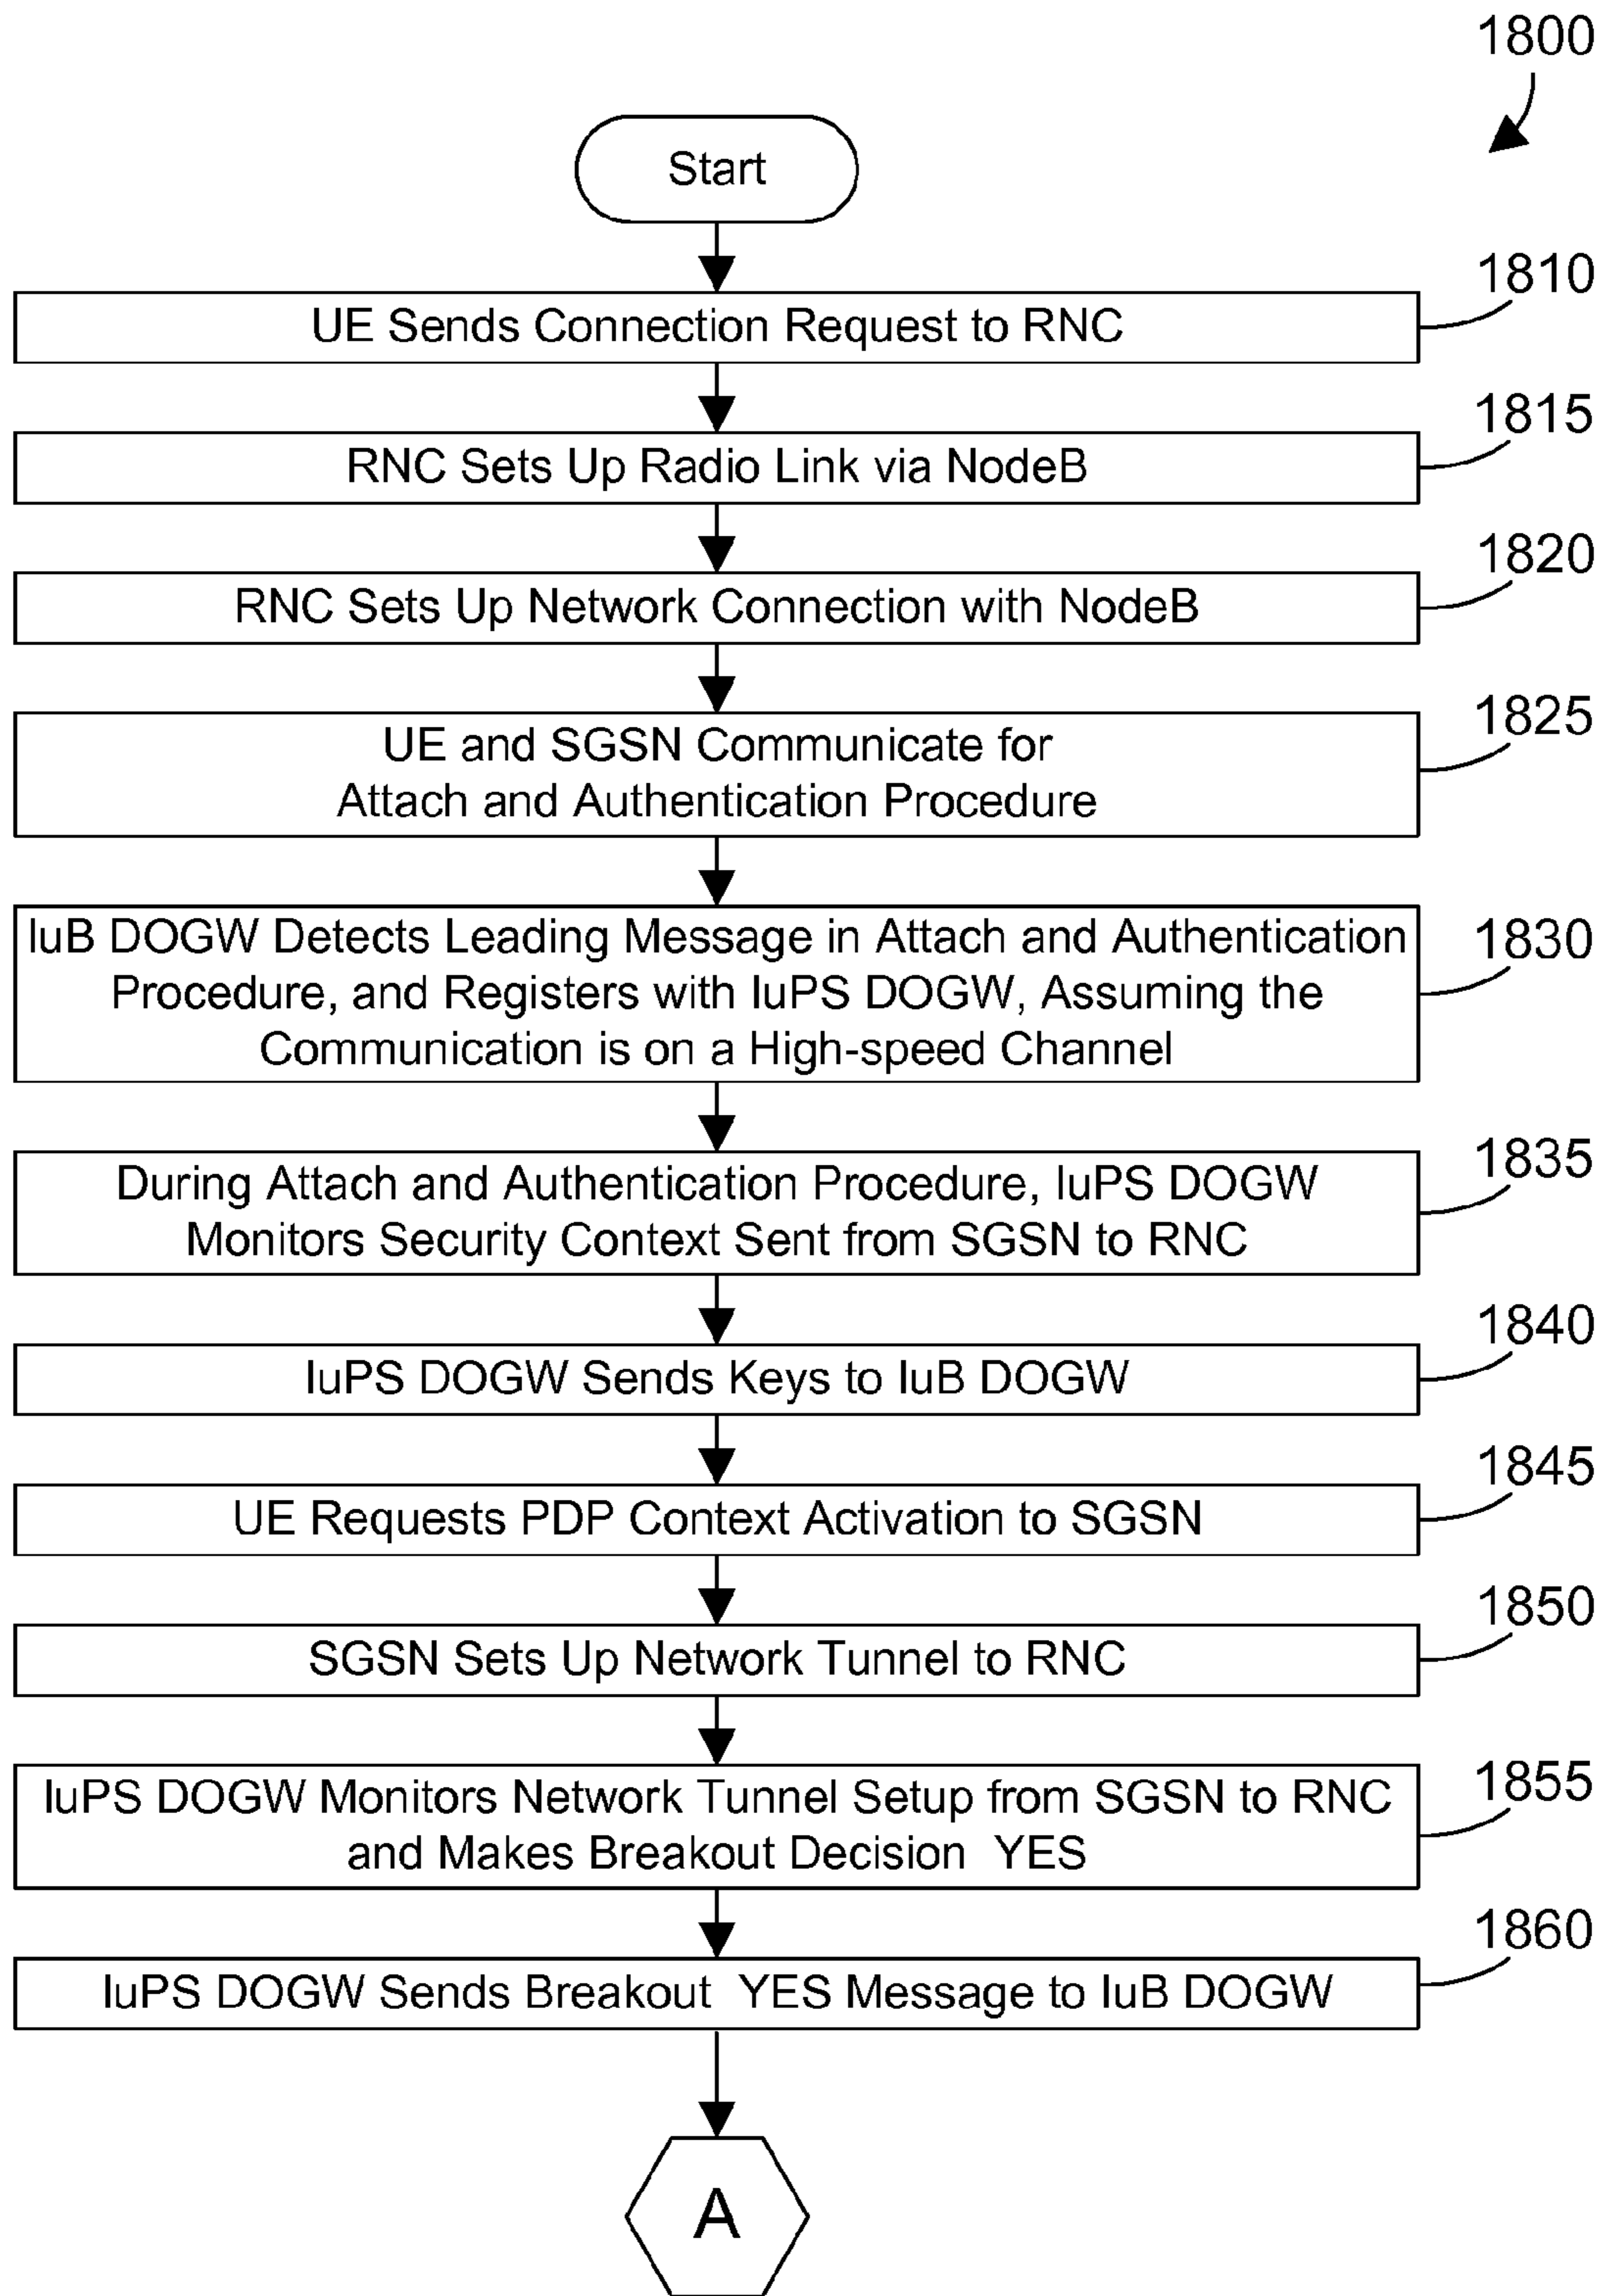 1800
Start
1810
UE Sends Connection Request to RNC
1815
RNC Sets Up Radio Link via NodeB
1820
RNC Sets Up Network Connection with NodeB
1825
UE and SGSN Communicate for
Attach and Authentication Procedure
1830
IuB DOGW Detects Leading Message in Attach and Authentication
Procedure, and Registers with IuPS DOGW, Assuming the
Communication is on a High-speed Channel
1835
During Attach and Authentication Procedure, IuPS DOGW
Monitors Security Context Sent from SGSN to RNC
1840
IuPS DOGW Sends Keys to IuB DOGW
1845
UE Requests PDP Context Activation to SGSN
1850
SGSN Sets Up Network Tunnel to RNC
1855
IuPS DOGW Monitors Network Tunnel Setup from SGSN to RNC
and Makes Breakout Decision YES
1860
IuPS DOGW Sends Breakout YES Message to IuB DOGW
A